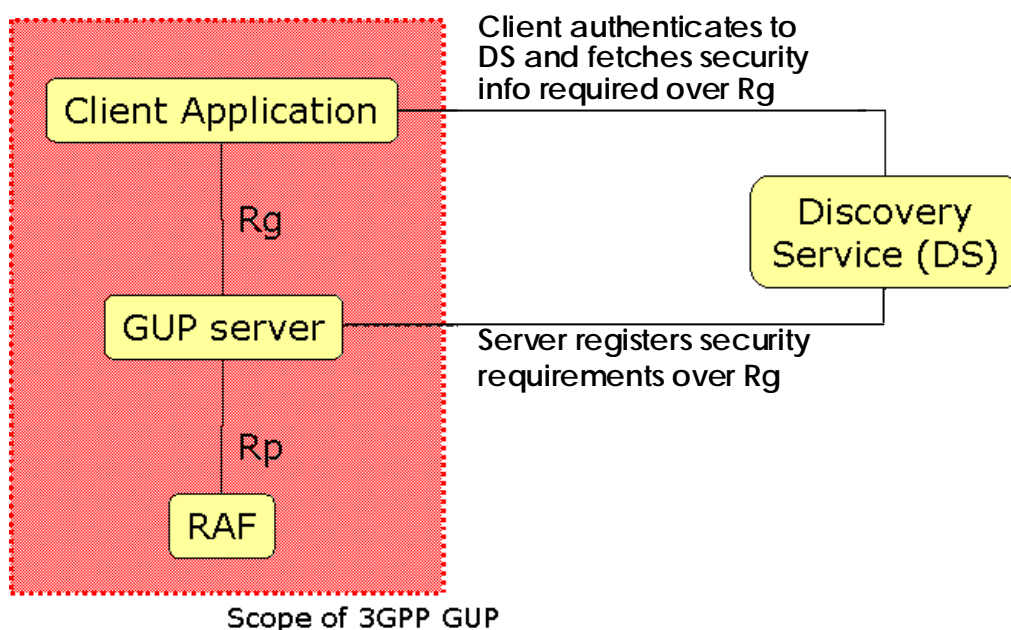 Client authenticates to
DS and fetches security
info required over Rg
Client Application
Discovery
Service (DS)
Rg
GUP server
Server registers security
requirements over Rg
Rp
RAF
Scope of 3GPP GUP